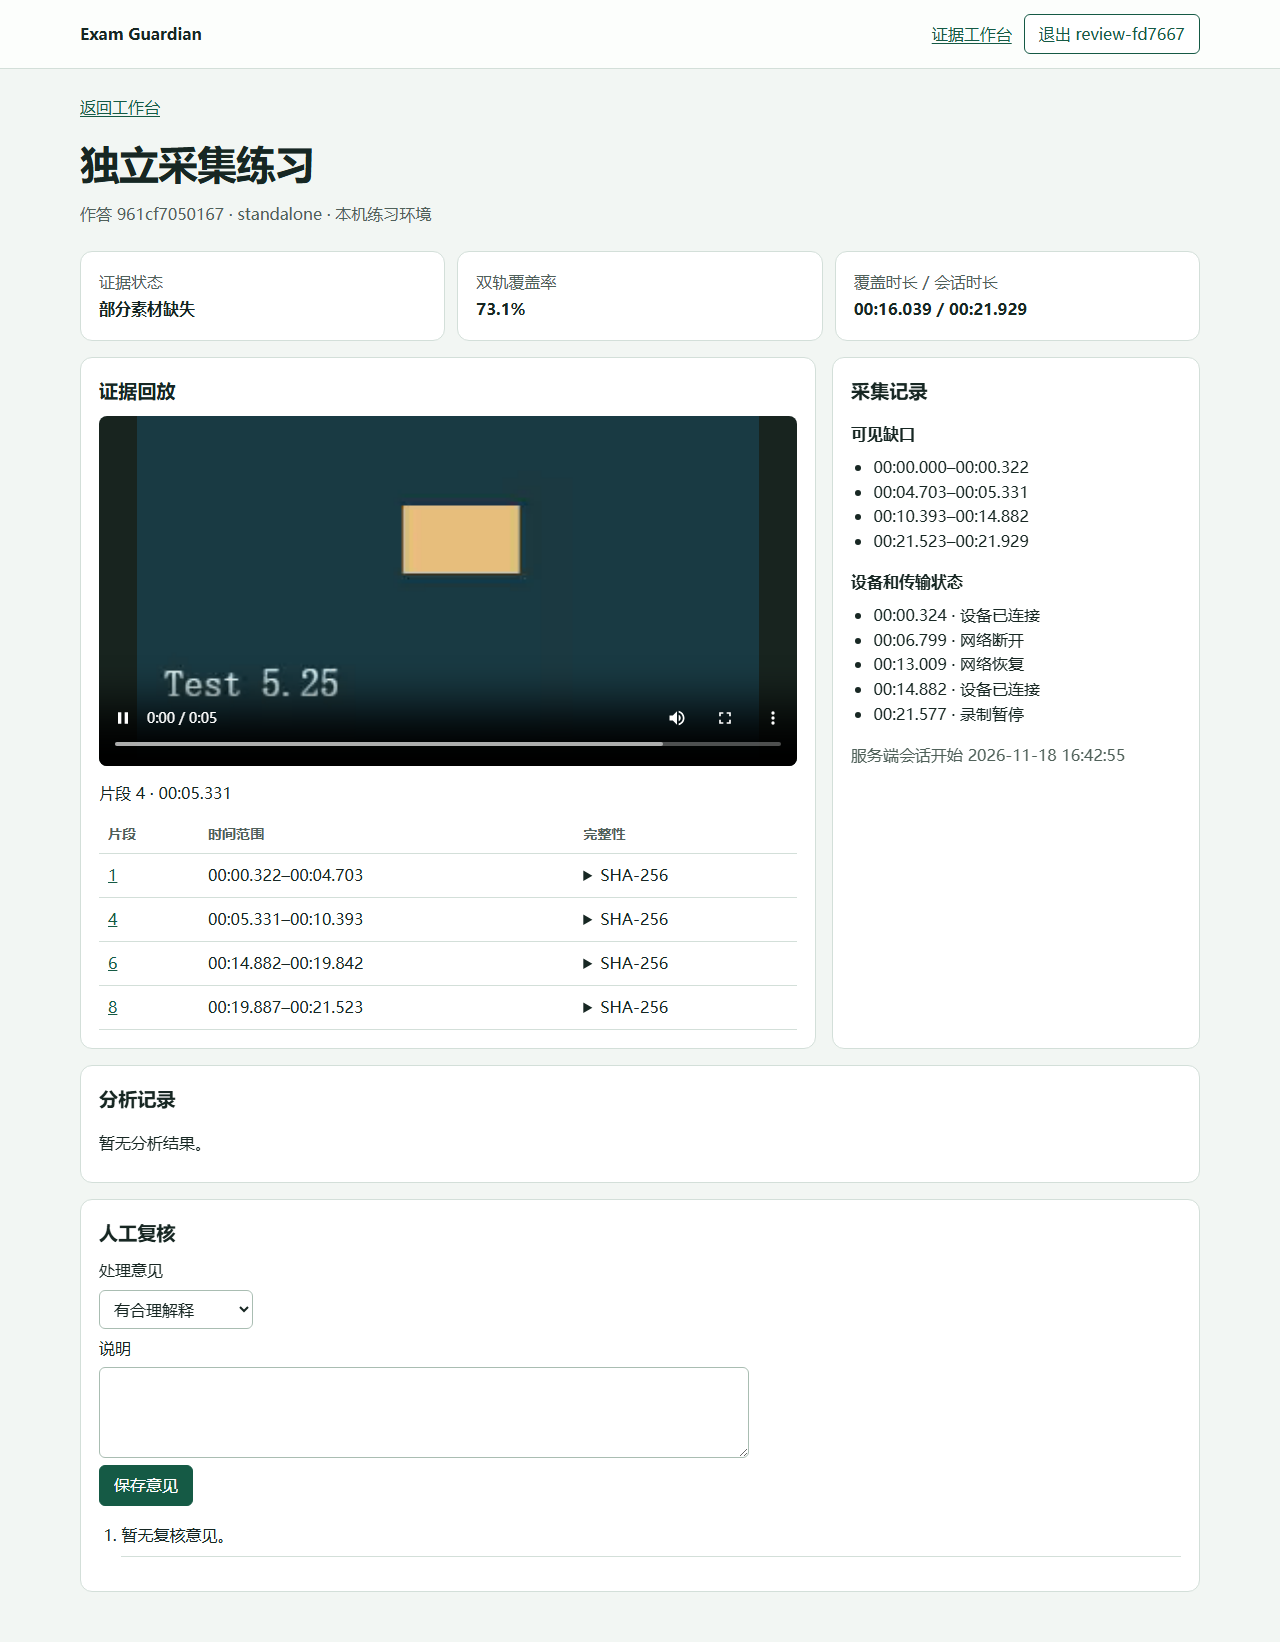 Exam Guardian
证据工作台
退出 review-fd7667
返回工作台
独立采集练习
作答 961cf7050167 · standalone · 本机练习环境
证据状态
部分素材缺失
双轨覆盖率
73.1%
覆盖时长 / 会话时长
00:16.039 / 00:21.929
证据回放
Test 5.25
0:00 / 0:05
片段 4 · 00:05.331
片段 时间范围 完整性
1 00:00.322–00:04.703 ▶ SHA-256
4 00:05.331–00:10.393 ▶ SHA-256
6 00:14.882–00:19.842 ▶ SHA-256
8 00:19.887–00:21.523 ▶ SHA-256
采集记录
可见缺口
• 00:00.000–00:00.322
• 00:04.703–00:05.331
• 00:10.393–00:14.882
• 00:21.523–00:21.929
设备和传输状态
• 00:00.324 · 设备已连接
• 00:06.799 · 网络断开
• 00:13.009 · 网络恢复
• 00:14.882 · 设备已连接
• 00:21.577 · 录制暂停
服务端会话开始 2026-11-18 16:42:55
分析记录
暂无分析结果。
人工复核
处理意见
有合理解释
说明
保存意见
1. 暂无复核意见。